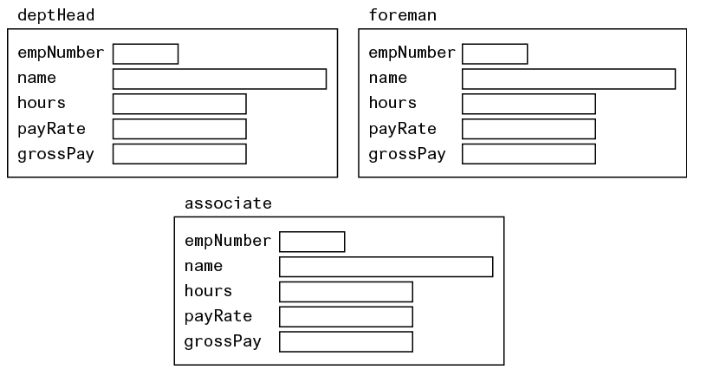 deptHead
empNumber
name
hours
payRate
grossPay
foreman
empNumber
name
hours
payRate
grossPay
associate
empNumber
name
hours
payRate
grossPay